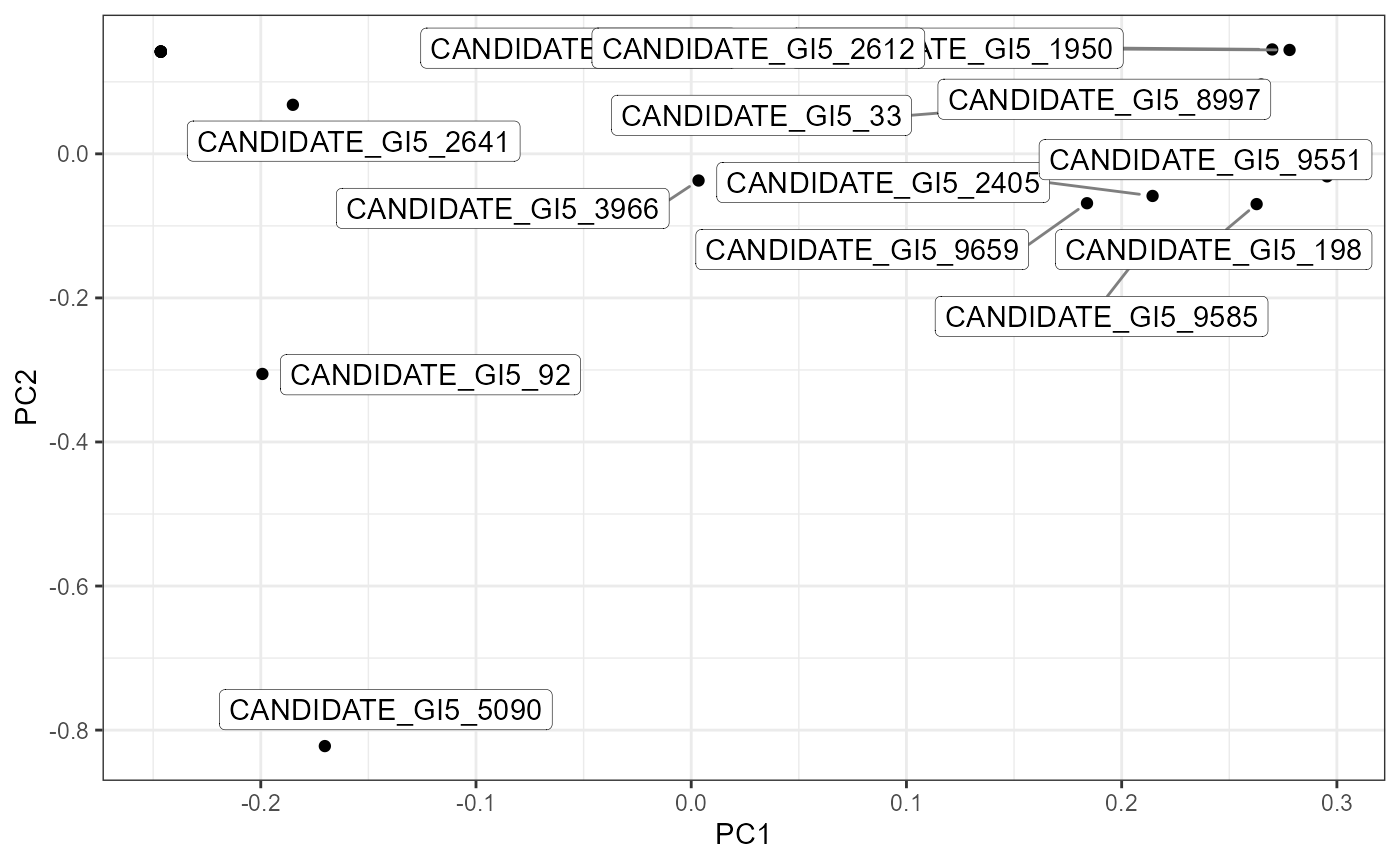 CANDIDATE
CANDIDATE_GI5_2612
ATE_GI5_1950
CANDIDATE_GI5_8997
CANDIDATE_GI5_33
CANDIDATE_GI5_2641
CANDIDATE_GI5_9551
CANDIDATE_GI5_2405
CANDIDATE_GI5_3966
CANDIDATE_GI5_9659
CANDIDATE_GI5_198
CANDIDATE_GI5_9585
CANDIDATE_GI5_92
CANDIDATE_GI5_5090
0.0
-0.2
-0.4
-0.6
-0.8
PC2
-0.2
-0.1
0.0
0.1
0.2
0.3
PC1